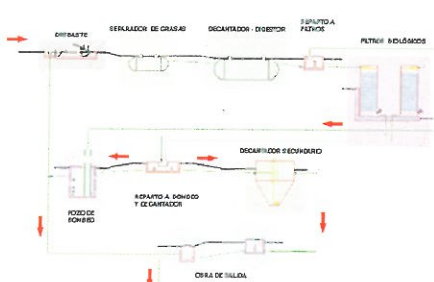 DESBASTE
SEPARADOR DE GRASAS
DECANTADOR - DIGESTOR
REPARTO A
FILTROS
FILTROS BIOLÓGICOS
DECANTADOR SECUNDARIO
REPARTO A BOMBEO
Y DECANTADOR
POZO DE
BOMBEO
OBRA DE SALIDA